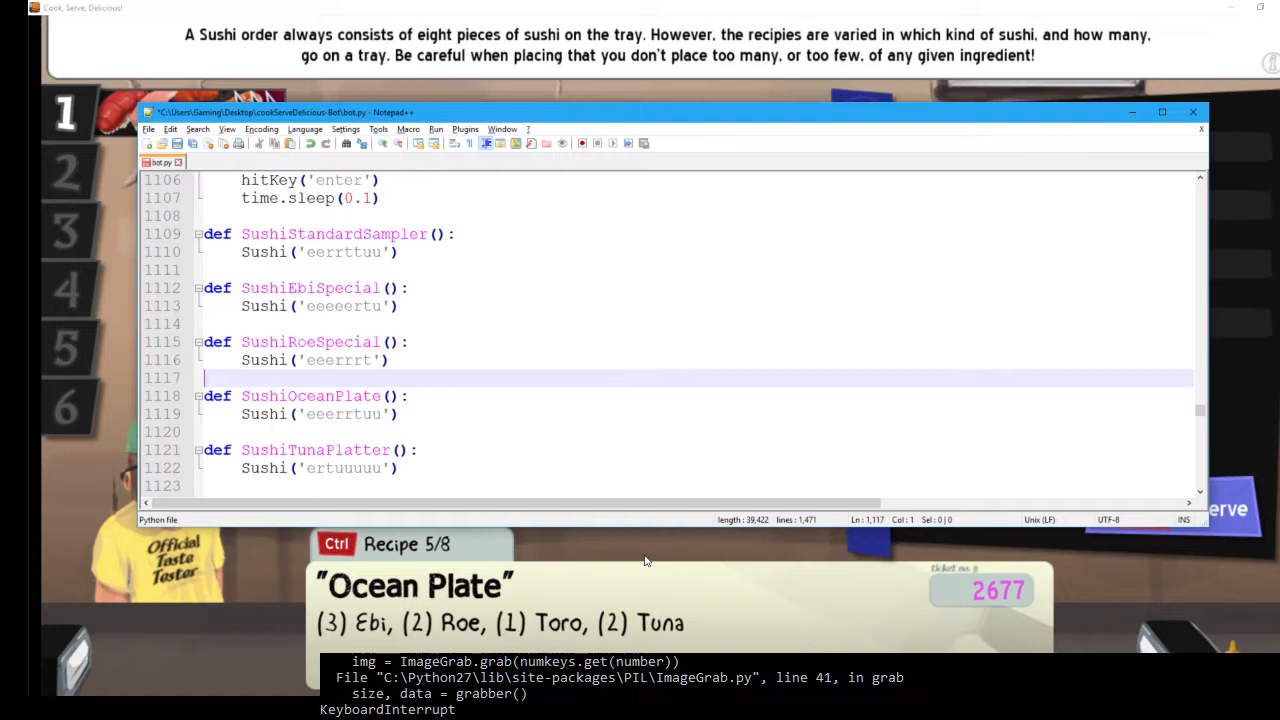 Cook, Serve, Delicious!
A Sushi order always consists of eight pieces of sushi on the tray. However, the recipies are varied in which kind of sushi, and how many,
go on a tray. Be careful when placing that you don't place too many, or too few, of any given ingredient!
1
2
3
4
5
6
*C:\Users\Gaming\Desktop\cookServeDelicious-Bot\bot.py - Notepad++
File Edit Search View Encoding Language Settings Tools Macro Run Plugins Window ?
X
bot.py
1106 hitKey('enter')
1107 time.sleep(0.1)
1108
1109 def SushiStandardSampler():
1110 Sushi('eerrttuu')
1111
1112 def SushiEbiSpecial():
1113 Sushi('eeeeertu')
1114
1115 def SushiRoeSpecial():
1116 Sushi('eeerrrt')
1117
1118 def SushiOceanPlate():
1119 Sushi('eeerrtuu')
1120
1121 def SushiTunaPlatter():
1122 Sushi('ertuuuuu')
1123
Python file length : 39,422 lines : 1,471 Ln : 1,117 Col : 1 Sel : 0 | 0 Unix (LF) UTF-8 INS
erve
Official
Taste
Tester
Ctrl Recipe 5/8
"Ocean Plate"
ticket no.
2677
(3) Ebi, (2) Roe, (1) Toro, (2) Tuna
img = ImageGrab.grab(numkeys.get(number))
File "C:\Python27\lib\site-packages\PIL\ImageGrab.py", line 41, in grab
size, data = grabber()
KeyboardInterrupt